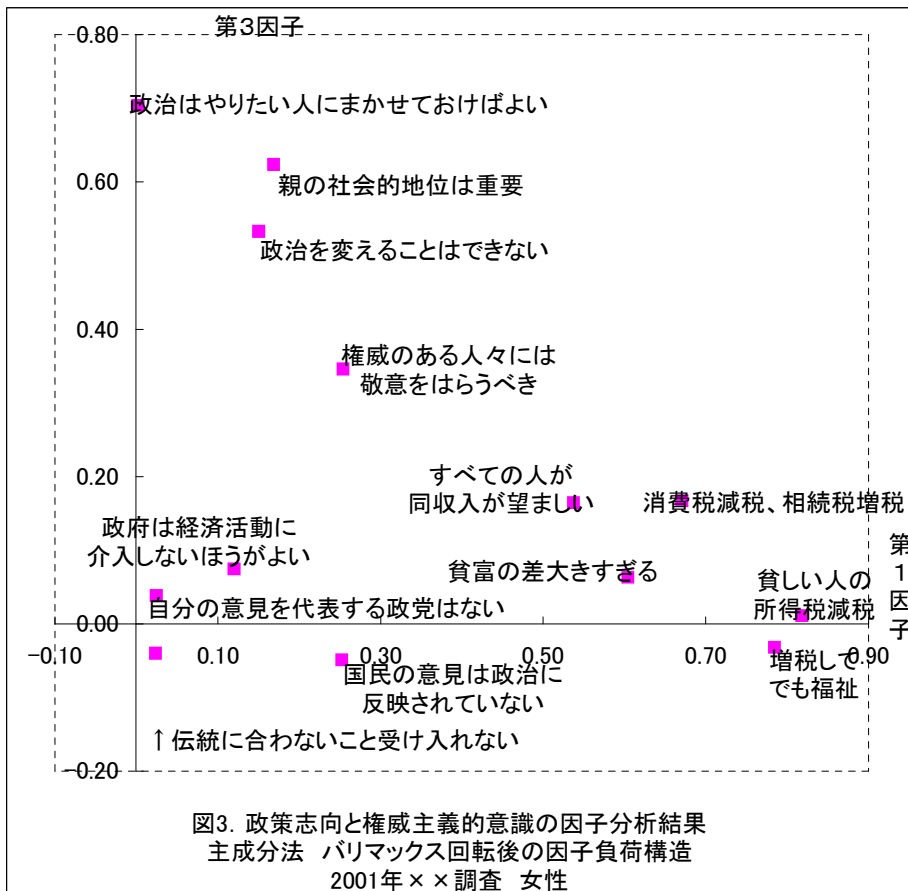 第3因子
0.80
政治はやりたい人にまかせておけばよい
0.60
親の社会的地位は重要
政治を変えることはできない
0.40
権威のある人々には
敬意をはらうべき
0.20
すべての人が
同収入が望ましい
消費税減税、相続税増税
政府は経済活動に
介入しないほうがよい
貧富の差大きすぎる
貧しい人の
所得税減税
第
1
因
子
自分の意見を代表する政党はない
0.00
-0.10
0.10
0.30
0.50
0.70
0.90
国民の意見は政治に
反映されていない
増税して
でも福祉
↑伝統に合わないこと受け入れない
-0.20
図3. 政策志向と権威主義的意識の因子分析結果
主成分法 バリマックス回転後の因子負荷構造
2001年××調査 女性